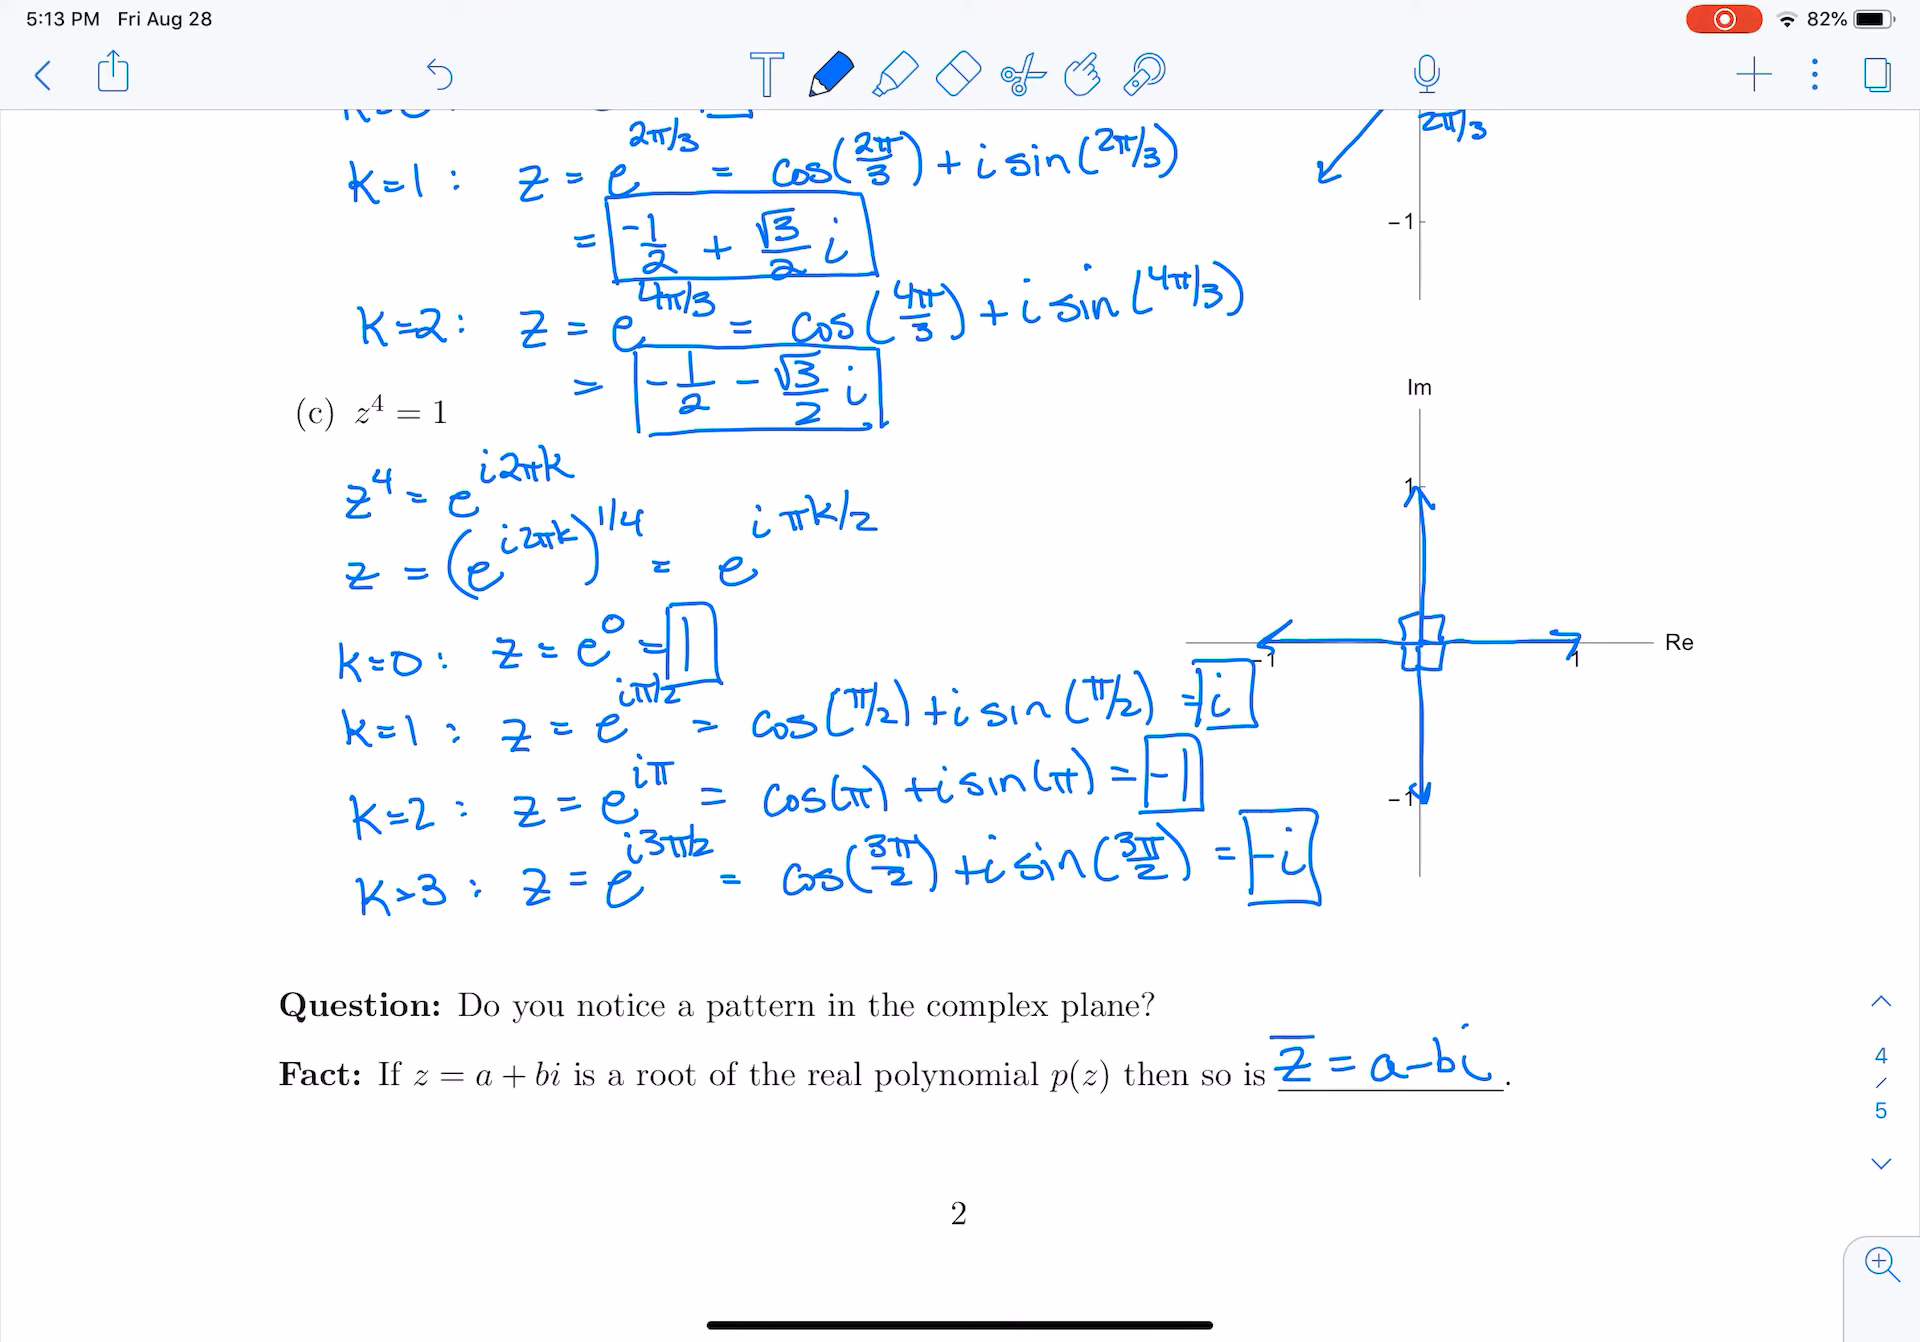 5:13 PM Fri Aug 28
82%
2π/3
k=1: z = e^{2π/3} = cos(2π/3) + i sin(2π/3)
= -1/2 + √3/2 i
-1
k=2: z = e^{4π/3} = cos(4π/3) + i sin(4π/3)
= -1/2 - √3/2 i
(c) z^4 = 1
z^4 = e^{i2πk}
z = (e^{i2πk})^{1/4} = e^{iπk/2}
k=0: z = e^0 = 1
k=1: z = e^{iπ/2} = cos(π/2) + i sin(π/2) = i
k=2: z = e^{iπ} = cos(π) + i sin(π) = -1
k=3: z = e^{i3π/2} = cos(3π/2) + i sin(3π/2) = -i
Im
1
Re
-1
1
-1
Question: Do you notice a pattern in the complex plane?
Fact: If z = a + bi is a root of the real polynomial p(z) then so is z̄ = a-bi.
4
/
5
2